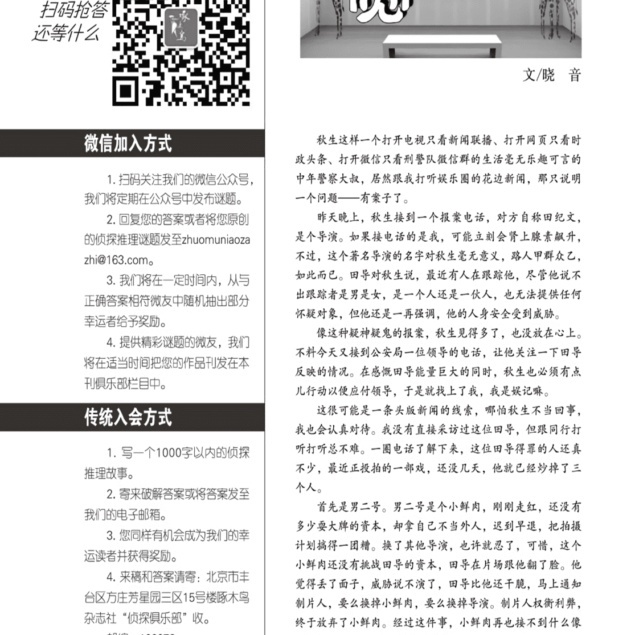 扫码抢答
还等什么
微信加入方式
1. 扫码关注我们的微信公众号，
我们将定期在公众号中发布谜题。
2. 回复您的答案或者将您原创
的侦探推理谜题发至zhuomuniaoza
zhi@163.com。
3. 我们将在一定时间内，从与
正确答案相符微友中随机抽出部分
幸运者给予奖励。
4. 提供精彩谜题的微友，我们
将在适当时间把您的作品刊发在本
刊俱乐部栏目中。
传统入会方式
1. 写一个1000字以内的侦探
推理故事。
2. 寄来破解答案或将答案发至
我们的电子邮箱。
3. 您同样有机会成为我们的幸
运读者并获得奖励。
4. 来稿和答案请寄：北京市丰
台区方庄芳星园三区15号楼啄木鸟
杂志社“侦探俱乐部”收。
文/晓　音
秋生这样一个打开电视只看新闻联播、打开网页只看时
政头条、打开微信只看刑警队微信群的生活毫无乐趣可言的
中年警察大叔，居然跟我打听娱乐圈的花边新闻，那只说明
一个问题——有案子了。
昨天晚上，秋生接到一个报案电话，对方自称田纪文，
是个导演。如果接电话的是我，可能立刻会肾上腺素飙升，
不过，这个著名导演的名字对秋生毫无意义，路人甲群众乙，
如此而已。田导对秋生说，最近有人在跟踪他，尽管他说不
出跟踪者是男是女，是一个人还是一伙人，也无法提供任何
怀疑对象，但他还是一再强调，他的人身安全受到威胁。
像这种疑神疑鬼的报案，秋生见得多了，也没放在心上。
不料今天又接到公安局一位领导的电话，让他关注一下田导
反映的情况。在感慨田导能量巨大的同时，秋生也必须有点
儿行动以便应付领导，于是就找上了我，我是娱记嘛。
这很可能是一条头版新闻的线索，哪怕秋生不当回事，
我也会认真对待。我没有直接采访过这位田导，但跟同行打
听打听总不难。一圈电话了解下来，这位田导得罪的人还真
不少，最近正投拍的一部戏，还没几天，他就已经炒掉了三
个人。
首先是男二号。男二号是个小鲜肉，刚刚走红，还没有
多少耍大牌的资本，却拿自己不当外人，迟到早退，把拍摄
计划搞得一团糟。换了其他导演，也许就忍了，可惜，这个
小鲜肉还没有挑战田导的资本，田导在片场跟他翻了脸。他
觉得丢了面子，威胁说不演了，田导比他还干脆，马上通知
制片人，要么换掉小鲜肉，要么换掉导演。制片人权衡利弊，
终于放弃了小鲜肉。经过这件事，小鲜肉再也接不到什么像